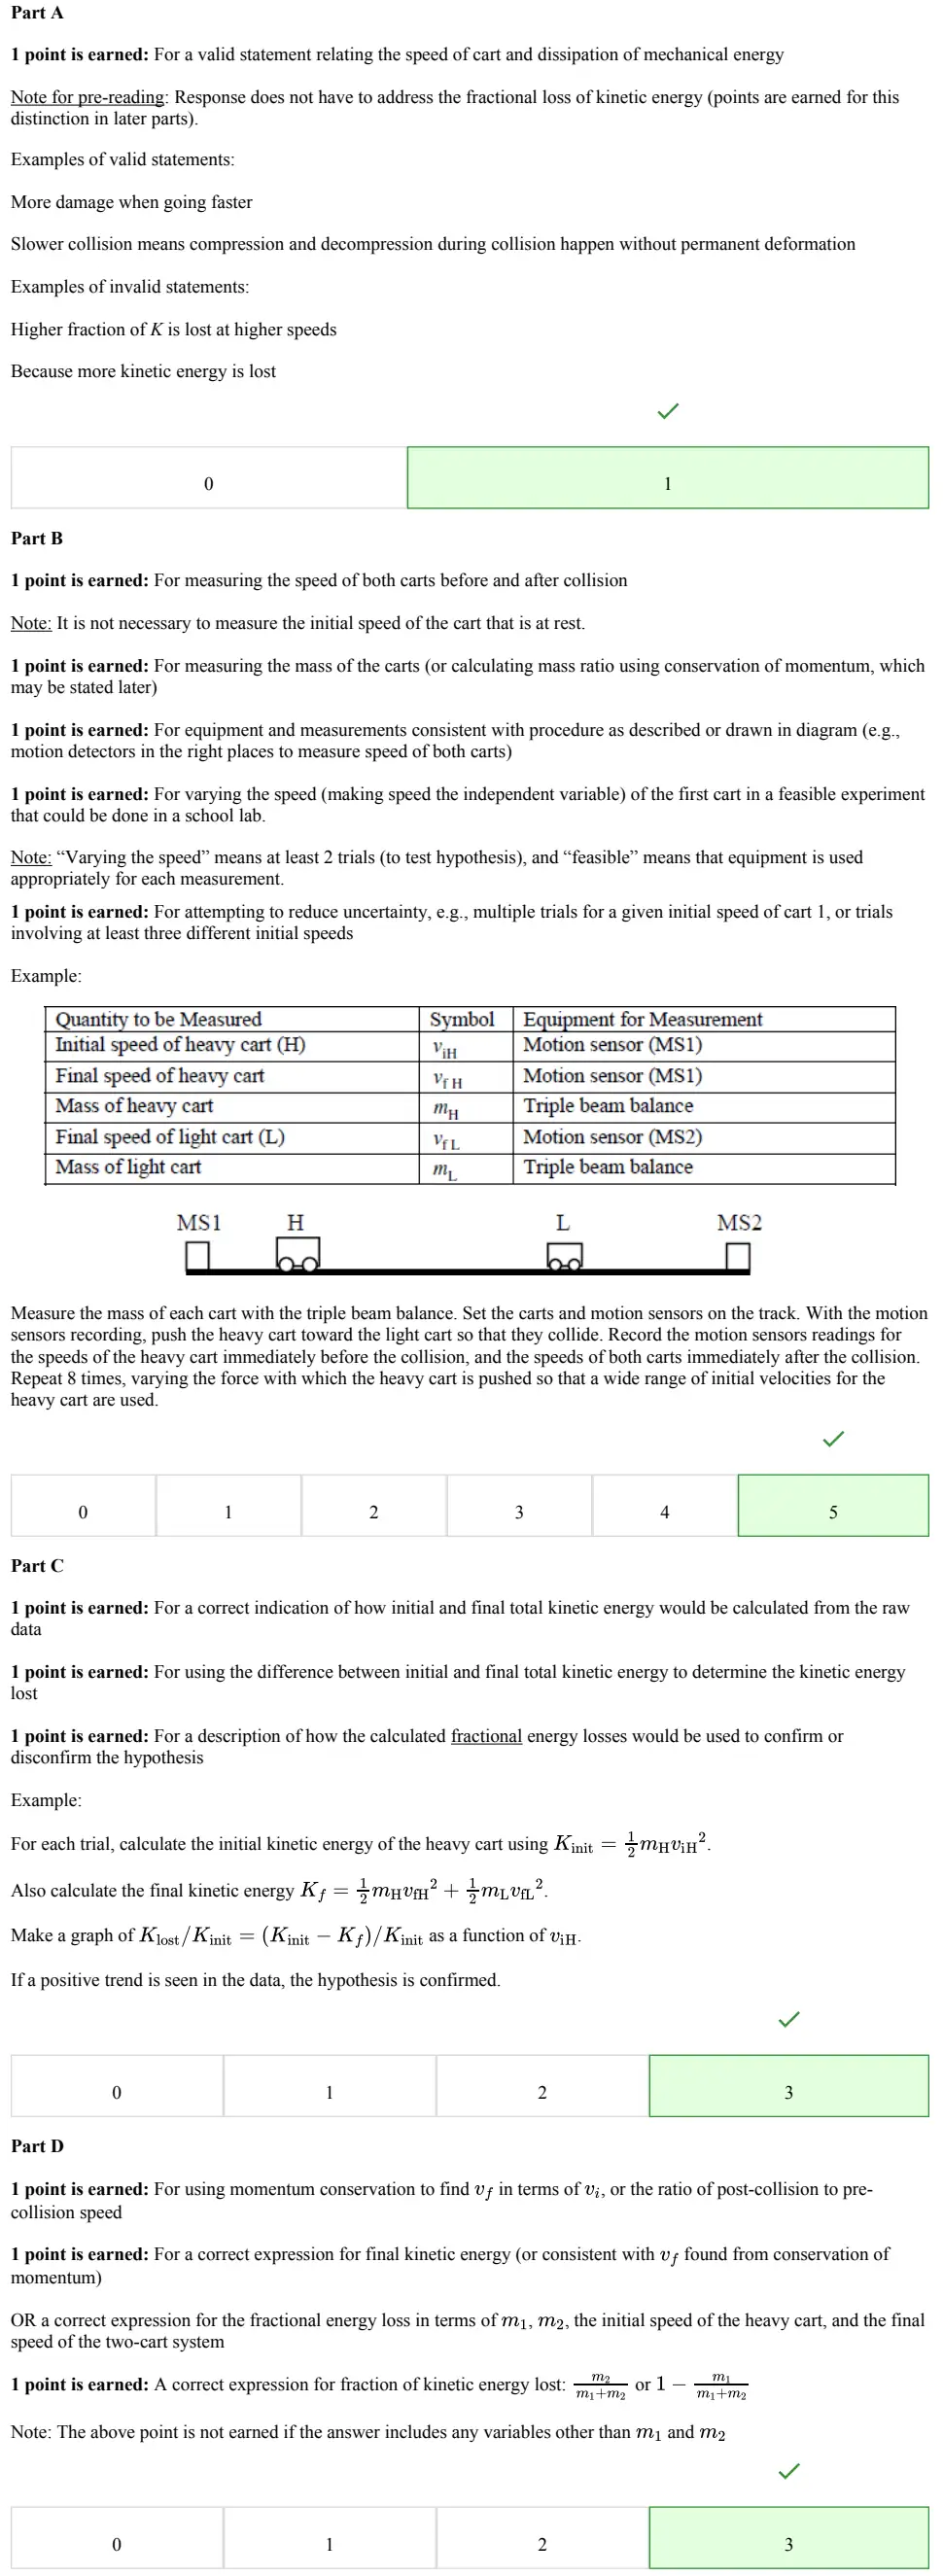 Part A
1 point is earned: For a valid statement relating the speed of cart and dissipation of mechanical energy
Note for pre-reading: Response does not have to address the fractional loss of kinetic energy (points are earned for this
distinction in later parts).
Examples of valid statements:
More damage when going faster
Slower collision means compression and decompression during collision happen without permanent deformation
Examples of invalid statements:
Higher fraction of K is lost at higher speeds
Because more kinetic energy is lost
✓
0 1
Part B
1 point is earned: For measuring the speed of both carts before and after collision
Note: It is not necessary to measure the initial speed of the cart that is at rest.
1 point is earned: For measuring the mass of the carts (or calculating mass ratio using conservation of momentum, which
may be stated later)
1 point is earned: For equipment and measurements consistent with procedure as described or drawn in diagram (e.g.,
motion detectors in the right places to measure speed of both carts)
1 point is earned: For varying the speed (making speed the independent variable) of the first cart in a feasible experiment
that could be done in a school lab.
Note: “Varying the speed” means at least 2 trials (to test hypothesis), and “feasible” means that equipment is used
appropriately for each measurement.
1 point is earned: For attempting to reduce uncertainty, e.g., multiple trials for a given initial speed of cart 1, or trials
involving at least three different initial speeds
Example:
Quantity to be Measured Symbol Equipment for Measurement
Initial speed of heavy cart (H) v_iH Motion sensor (MS1)
Final speed of heavy cart v_f H Motion sensor (MS1)
Mass of heavy cart m_H Triple beam balance
Final speed of light cart (L) v_f L Motion sensor (MS2)
Mass of light cart m_L Triple beam balance
MS1 H L MS2
Measure the mass of each cart with the triple beam balance. Set the carts and motion sensors on the track. With the motion
sensors recording, push the heavy cart toward the light cart so that they collide. Record the motion sensors readings for
the speeds of the heavy cart immediately before the collision, and the speeds of both carts immediately after the collision.
Repeat 8 times, varying the force with which the heavy cart is pushed so that a wide range of initial velocities for the
heavy cart are used.
✓
0 1 2 3 4 5
Part C
1 point is earned: For a correct indication of how initial and final total kinetic energy would be calculated from the raw
data
1 point is earned: For using the difference between initial and final total kinetic energy to determine the kinetic energy
lost
1 point is earned: For a description of how the calculated fractional energy losses would be used to confirm or
disconfirm the hypothesis
Example:
For each trial, calculate the initial kinetic energy of the heavy cart using K_init = 1/2 m_H v_iH².
Also calculate the final kinetic energy K_f = 1/2 m_H v_fH² + 1/2 m_L v_fL².
Make a graph of K_lost/K_init = (K_init − K_f)/K_init as a function of v_iH.
If a positive trend is seen in the data, the hypothesis is confirmed.
✓
0 1 2 3
Part D
1 point is earned: For using momentum conservation to find v_f in terms of v_i, or the ratio of post-collision to pre-
collision speed
1 point is earned: For a correct expression for final kinetic energy (or consistent with v_f found from conservation of
momentum)
OR a correct expression for the fractional energy loss in terms of m_1, m_2, the initial speed of the heavy cart, and the final
speed of the two-cart system
1 point is earned: A correct expression for fraction of kinetic energy lost: m_2/(m_1+m_2) or 1 − m_1/(m_1+m_2)
Note: The above point is not earned if the answer includes any variables other than m_1 and m_2
✓
0 1 2 3